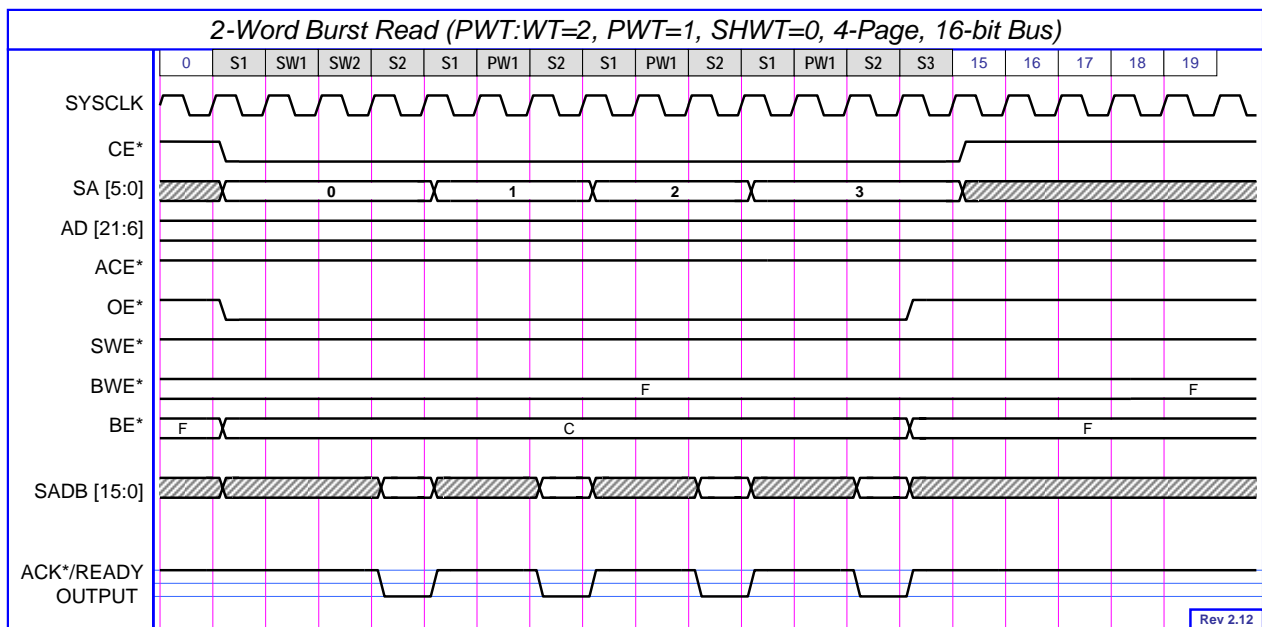 2-Word Burst Read (PWT:WT=2, PWT=1, SHWT=0, 4-Page, 16-bit Bus)
0 S1 SW1 SW2 S2 S1 PW1 S2 S1 PW1 S2 S1 PW1 S2 S3 15 16 17 18 19
SYSCLK
CE*
SA [5:0] 0 1 2 3
AD [21:6]
ACE*
OE*
SWE*
BWE* F F
BE* F C F
SADB [15:0]
ACK*/READY
OUTPUT
Rev 2.12